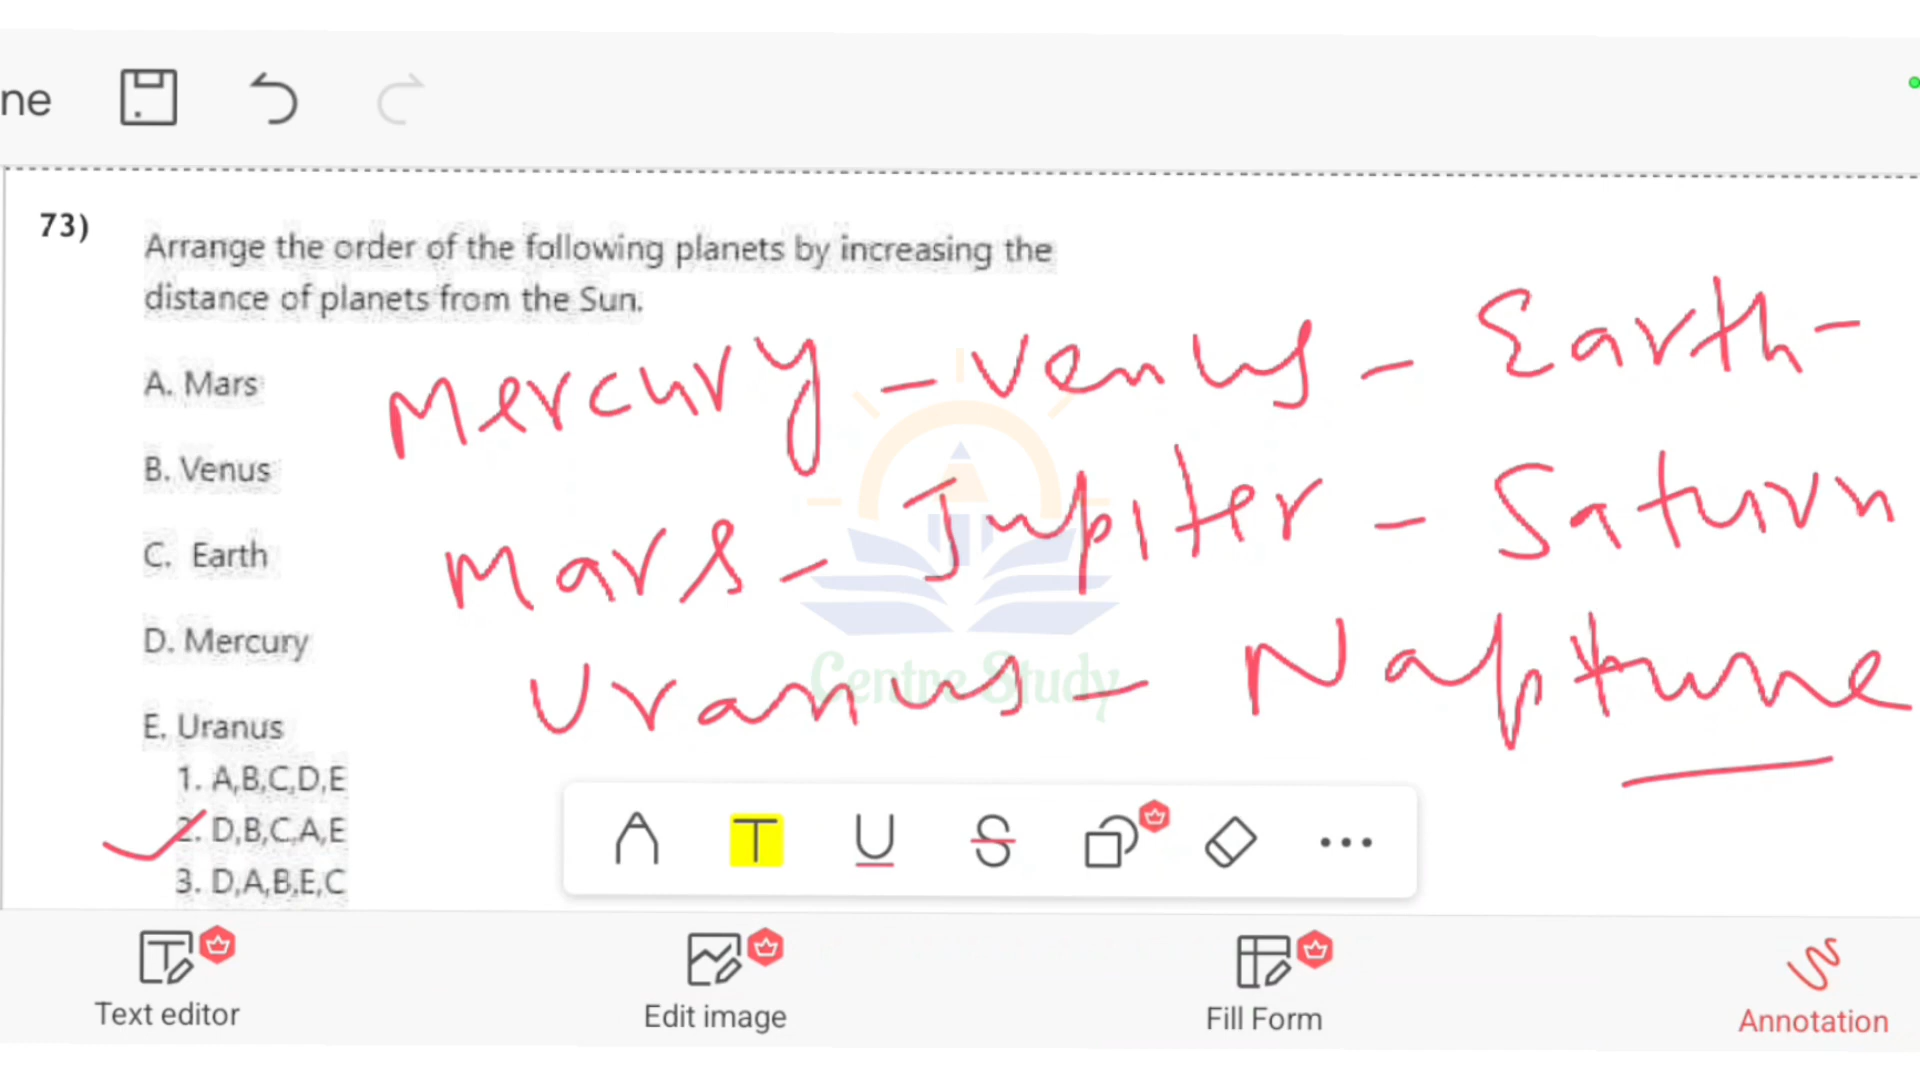 ne
73)
Arrange the order of the following planets by increasing the
distance of planets from the Sun.
Mercury - Venus - Earth -
A. Mars
B. Venus
Mars - Jupiter - Saturn
C. Earth
D. Mercury
Uranus - Naptune
Centre Study
E. Uranus
1. A,B,C,D,E
2. D,B,C,A,E
3. D,A,B,E,C
Text editor
Edit image
Fill Form
Annotation